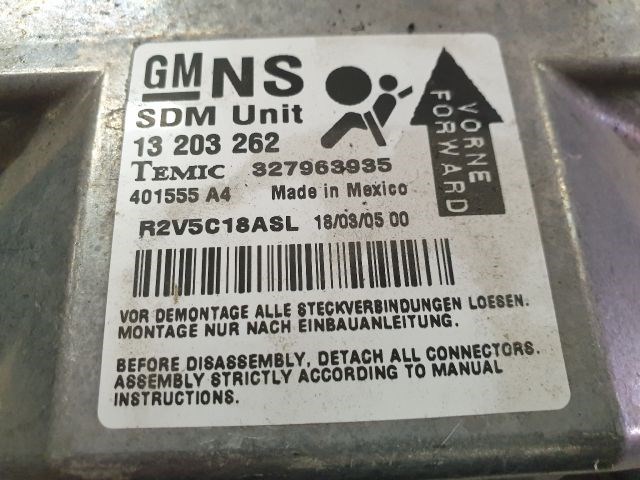 GM NS
SDM Unit
13 203 262
TEMIC 327963935
401555 A4 Made in Mexico
R2V5C18ASL 18/03/05 00
VORNE
FORWARD
VOR DEMONTAGE ALLE STECKVERBINDUNGEN LOESEN.
MONTAGE NUR NACH EINBAUANLEITUNG.
BEFORE DISASSEMBLY, DETACH ALL CONNECTORS.
ASSEMBLY STRICTLY ACCORDING TO MANUAL
INSTRUCTIONS.